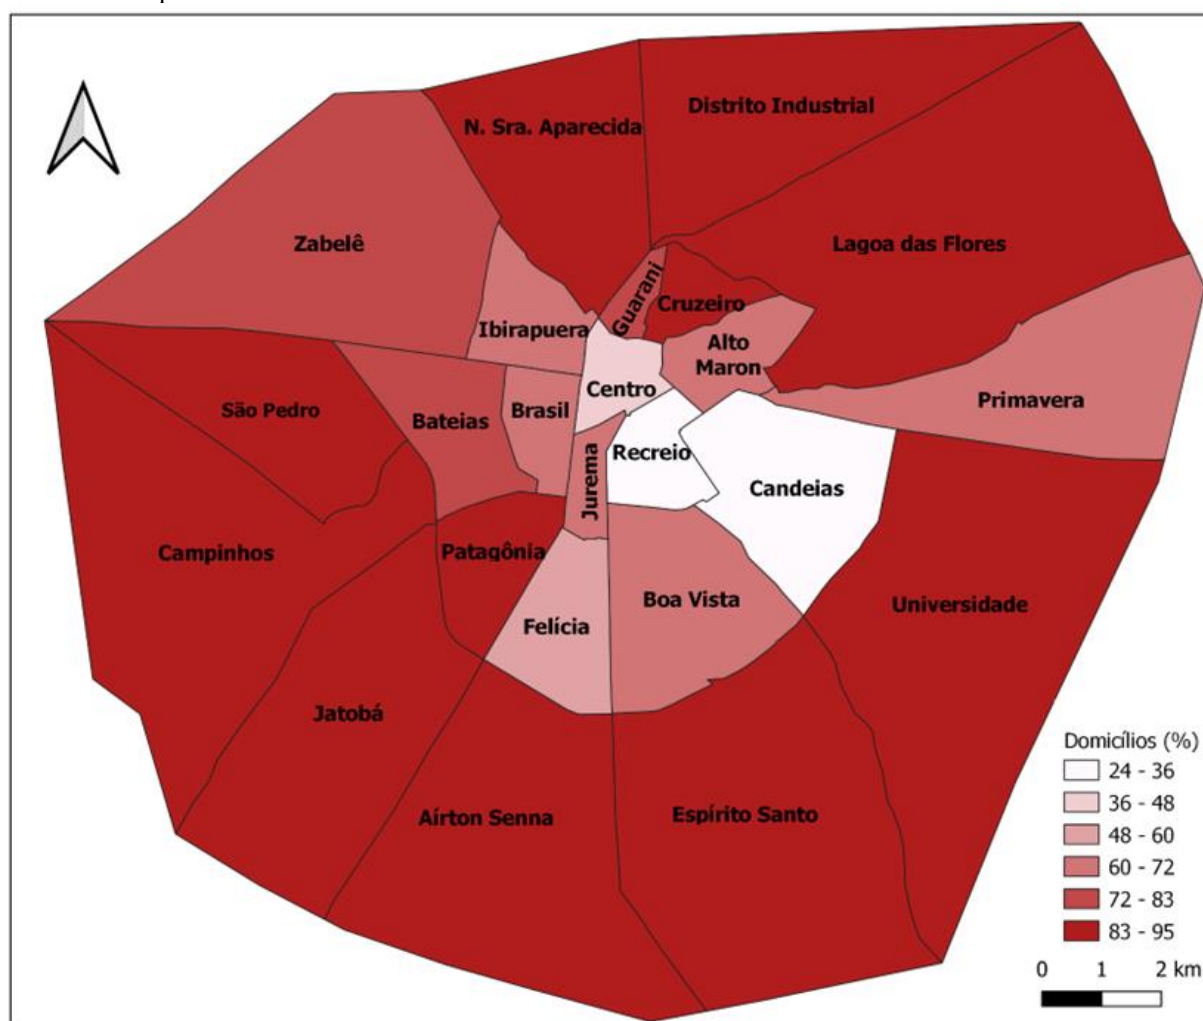 Distrito Industrial
N. Sra. Aparecida
Zabelê
Lagoa das Flores
Guarani
Cruzeiro
Ibirapuera
Alto
Maron
Centro
Primavera
São Pedro
Bateias
Brasil
Jurema
Recreio
Candeias
Campinhos
Patagônia
Boa Vista
Universidade
Felícia
Jatobá
Aírton Senna
Espírito Santo
Domicílios (%)
24 - 36
36 - 48
48 - 60
60 - 72
72 - 83
83 - 95
0 1 2 km